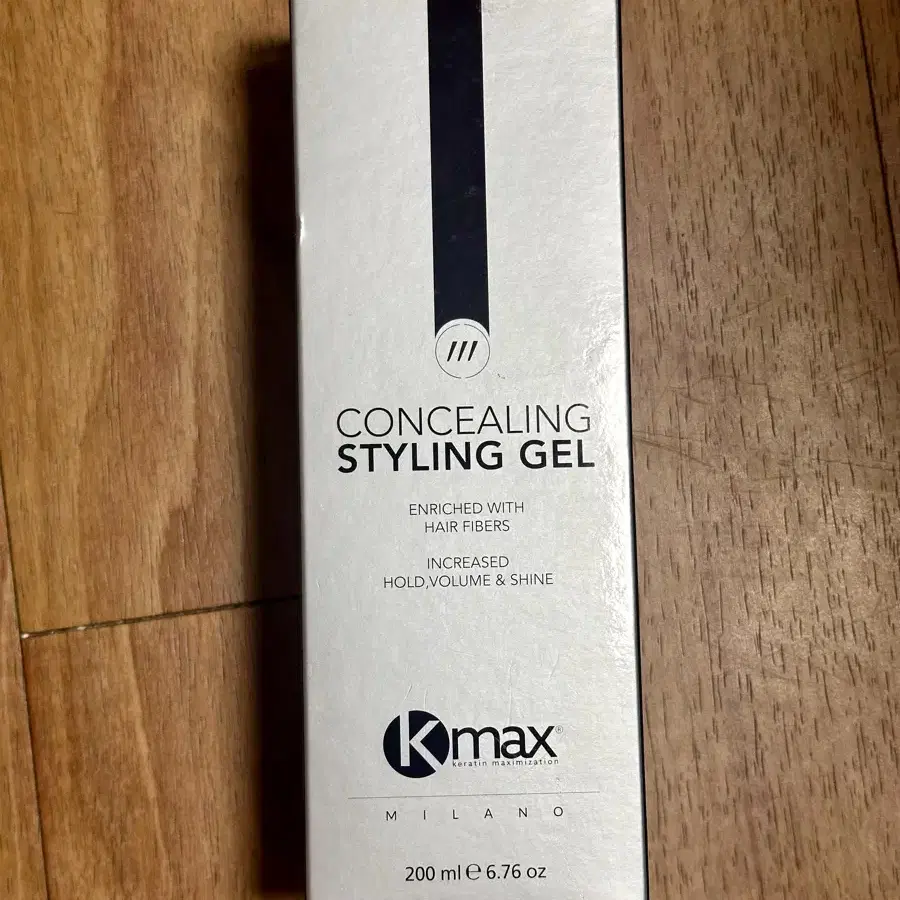 CONCEALING
STYLING GEL
ENRICHED WITH
HAIR FIBERS
INCREASED
HOLD,VOLUME & SHINE
Kmax®
keratin maximization
MILANO
200 ml ℮ 6.76 oz